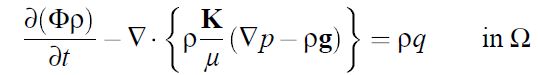 ∂(Φρ)/∂t − ∇ · {ρ K/μ (∇p − ρg)} = ρq in Ω